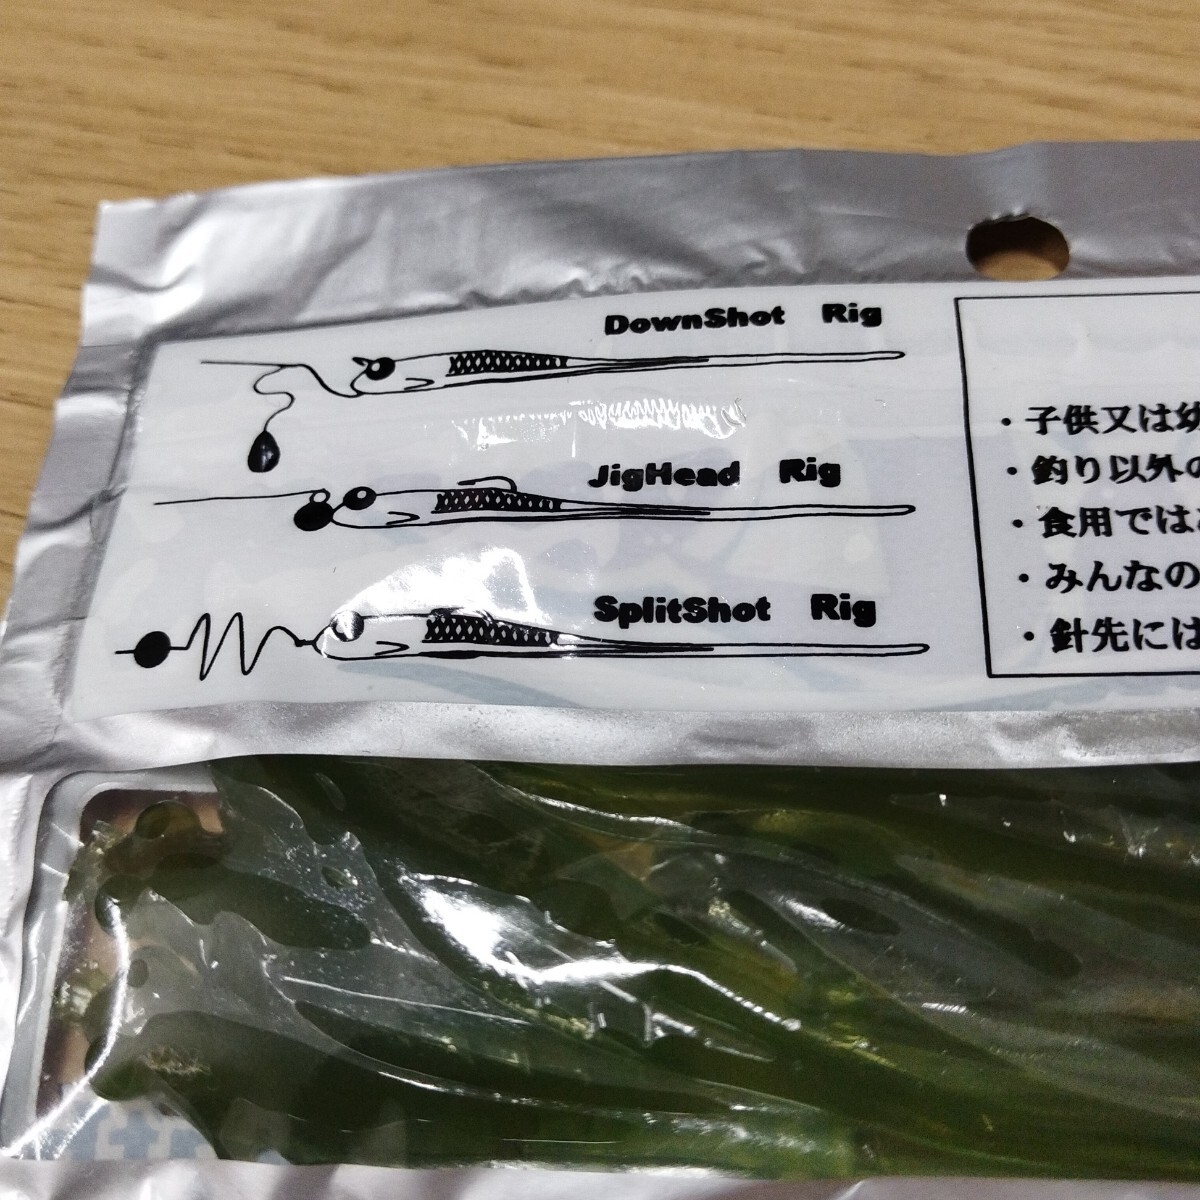 DownShot Rig
JigHead Rig
SplitShot Rig
・子供又は幼
・釣り以外の
・食用では
・みんなの
・針先には